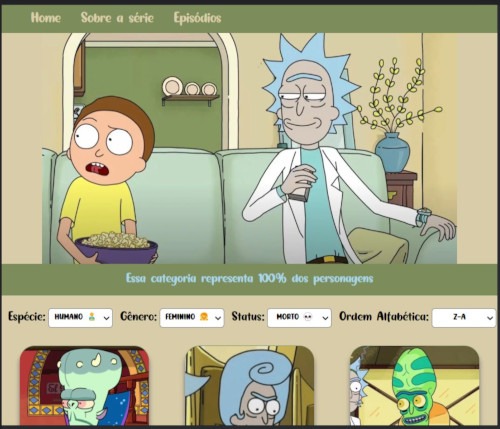 Home Sobre a série Episódios
Essa categoria representa 100% dos personagens
Espécie: HUMANO Gênero: FEMININO Status: MORTO Ordem Alfabética: Z-A